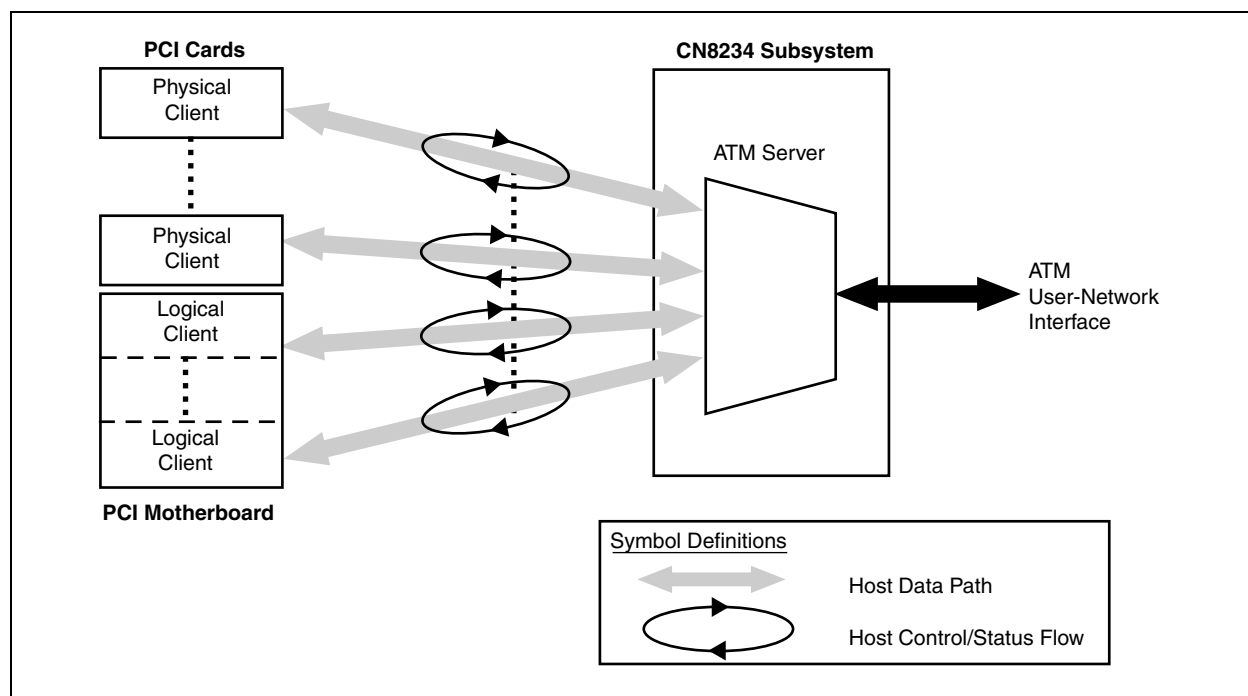 PCI Cards
Physical
Client
Physical
Client
Logical
Client
Logical
Client
PCI Motherboard
CN8234 Subsystem
ATM Server
ATM
User-Network
Interface
Symbol Definitions
Host Data Path
Host Control/Status Flow